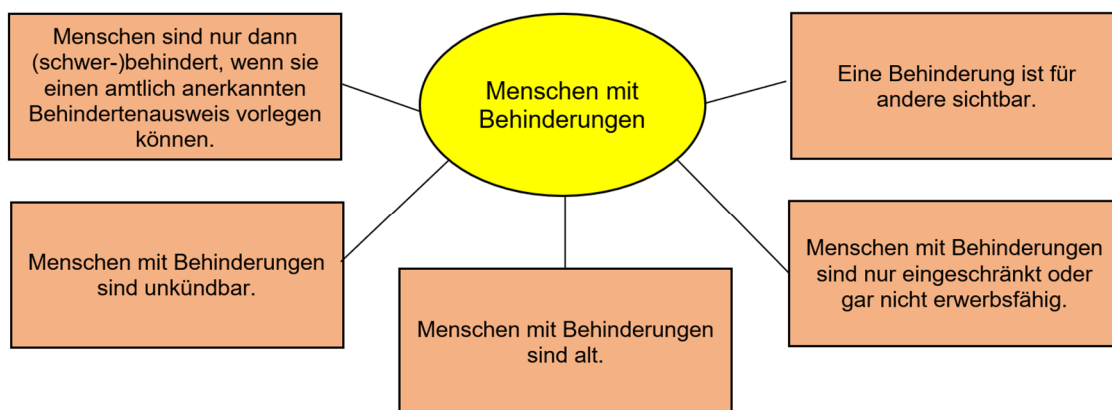 Menschen sind nur dann
(schwer-)behindert, wenn sie
einen amtlich anerkannten
Behindertenausweis vorlegen
können.
Menschen mit
Behinderungen
Eine Behinderung ist für
andere sichtbar.
Menschen mit Behinderungen
sind unkündbar.
Menschen mit Behinderungen
sind alt.
Menschen mit Behinderungen
sind nur eingeschränkt oder
gar nicht erwerbsfähig.